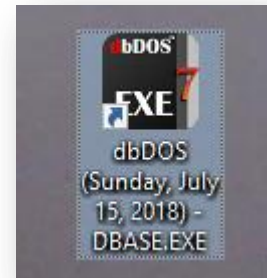 dbDOS
EXE 7
dbDOS
(Sunday, July
15, 2018) -
DBASE.EXE